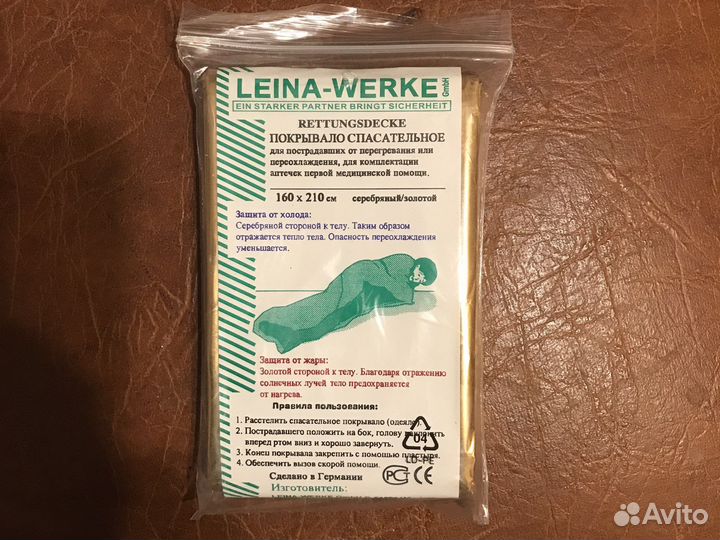 LEINA-WERKE GmbH
EIN STARKER PARTNER BRINGT SICHERHEIT
RETTUNGSDECKE
ПОКРЫВАЛО СПАСАТЕЛЬНОЕ
для пострадавших от перегревания или
переохлаждения, для комплектации
аптечек первой медицинской помощи.
160 х 210 см серебряный/золотой
Защита от холода:
Серебряной стороной к телу. Таким образом
отражается тепло тела. Опасность переохлаждения
уменьшается.
Защита от жары:
Золотой стороной к телу. Благодаря отражению
солнечных лучей тело предохраняется
от нагрева.
Правила пользования:
1. Расстелить спасательное покрывало (одеяло).
2. Пострадавшего положить на бок, голову наклонить
вперед ртом вниз и хорошо завернуть.
3. Конец покрывала закрепить с помощью пластыря.
4. Обеспечить вызов скорой помощи.
04
LD-PE
Сделано в Германии
РСТ CE
Изготовитель:
Avito